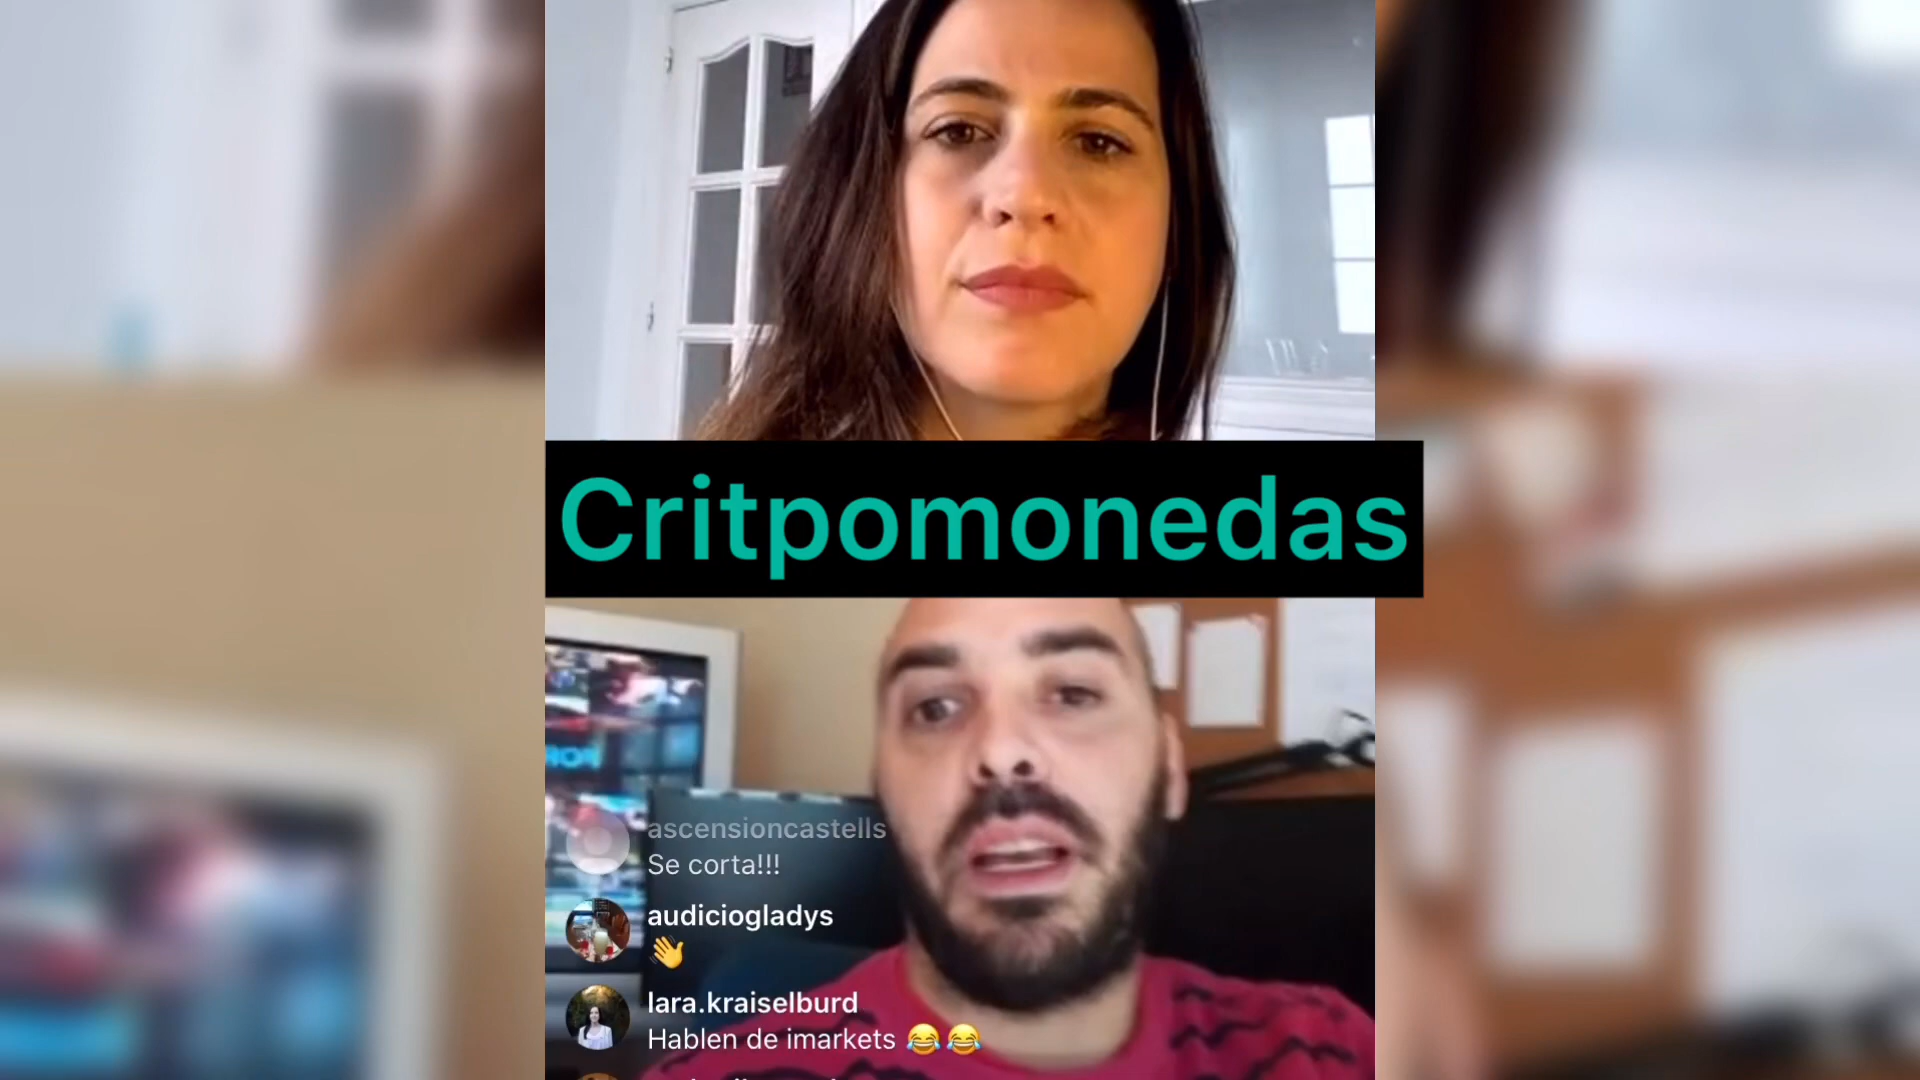 Critpomonedas
ascensioncastells
Se corta!!!
audiciogladys
👋
lara.kraiselburd
Hablen de imarkets 😂😂